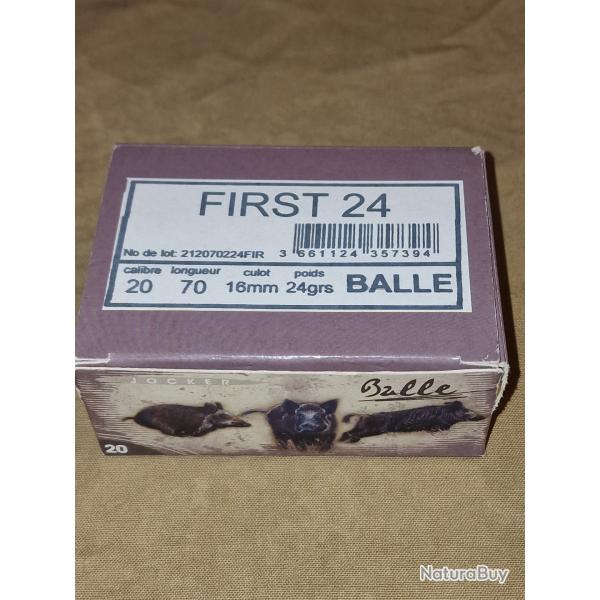 FIRST 24
No de lot: 212070224FIR
3 661124 357394
calibre longueur culot poids
20 70 16mm 24grs BALLE
JOCKER
Balle
20
NaturaBuy